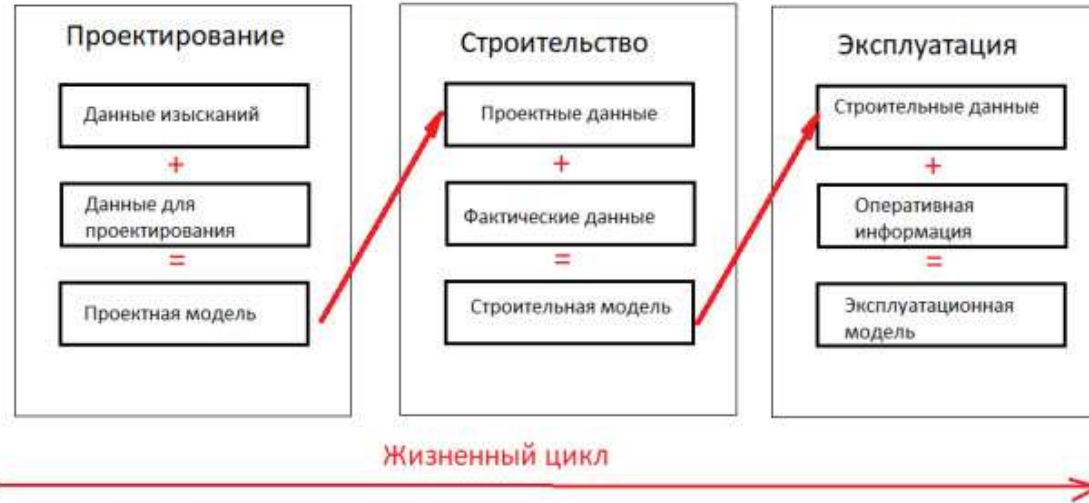 Проектирование
Данные изысканий
+
Данные для
проектирования
=
Проектная модель
Строительство
Проектные данные
+
Фактические данные
=
Строительная модель
Эксплуатация
Строительные данные
+
Оперативная
информация
=
Эксплуатационная
модель
Жизненный цикл